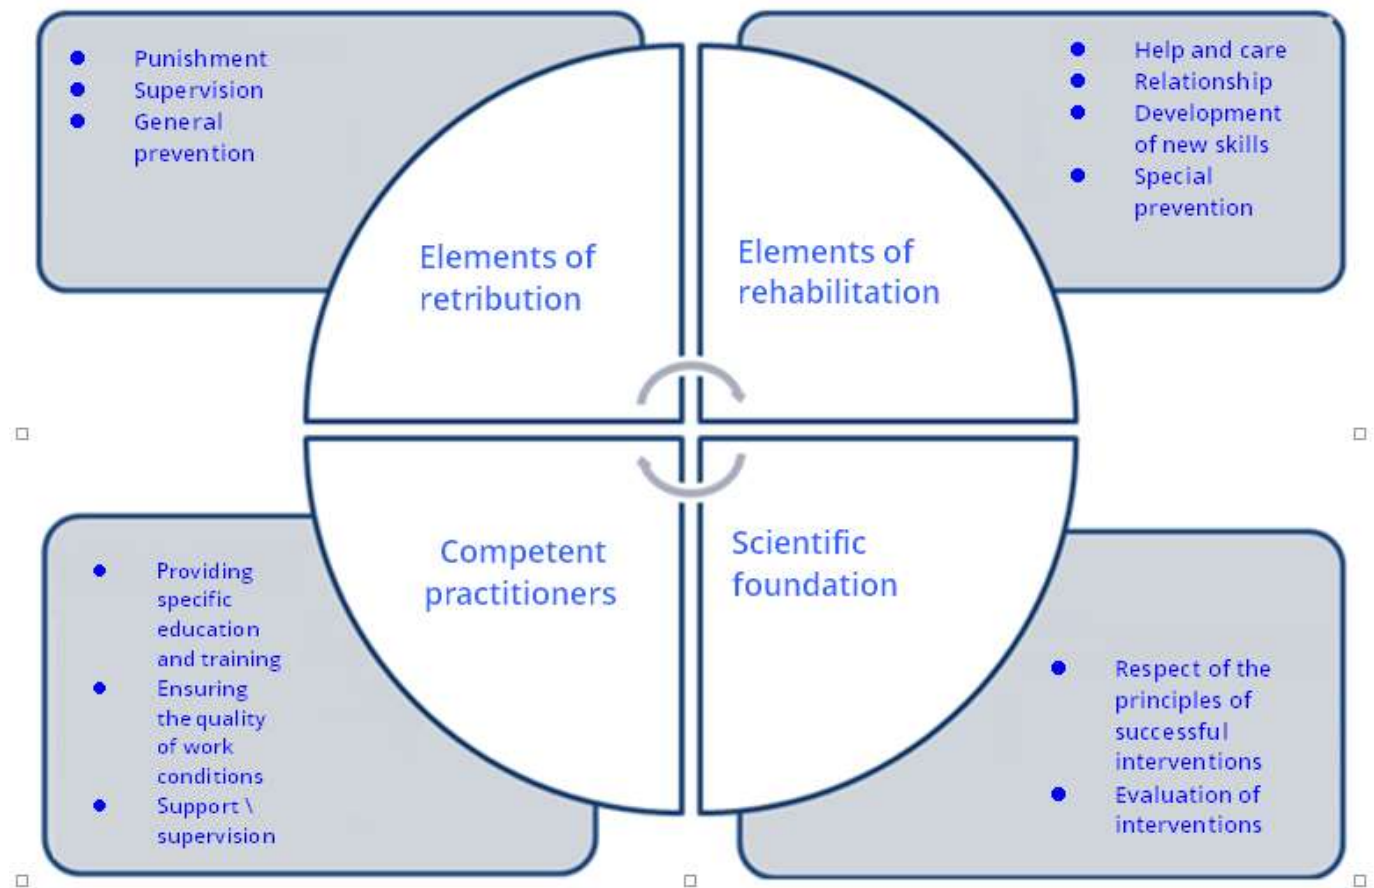 ● Punishment
● Supervision
● General
prevention
Elements of
retribution
● Help and care
● Relationship
● Development
of new skills
● Special
prevention
Elements of
rehabilitation
● Providing
specific
education
and training
● Ensuring
the quality
of work
conditions
● Support \
supervision
Competent
practitioners
Scientific
foundation
● Respect of the
principles of
successful
interventions
● Evaluation of
interventions